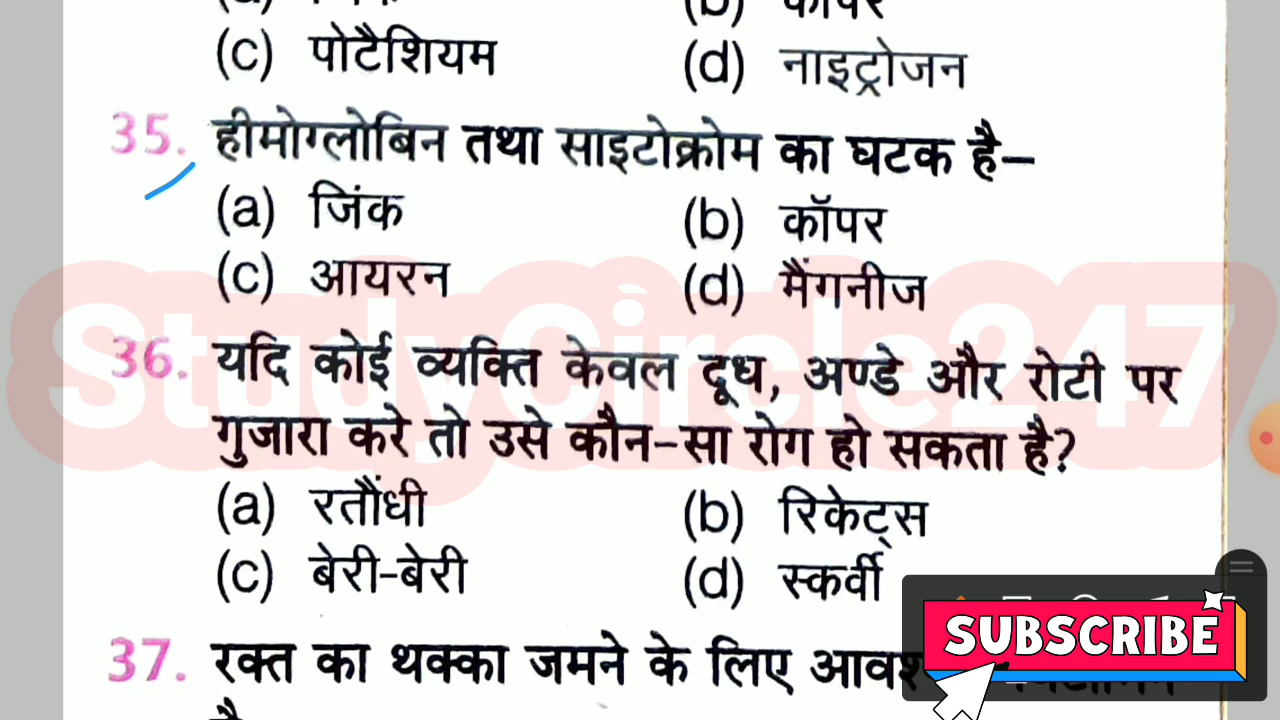 (c) पोटैशियम (d) नाइट्रोजन
35. हीमोग्लोबिन तथा साइटोक्रोम का घटक है–
(a) जिंक (b) कॉपर
(c) आयरन (d) मैंगनीज
StudyCircle247
36. यदि कोई व्यक्ति केवल दूध, अण्डे और रोटी पर
गुजारा करे तो उसे कौन-सा रोग हो सकता है?
(a) रतौंधी (b) रिकेट्स
(c) बेरी-बेरी (d) स्कर्वी
SUBSCRIBE
37. रक्त का थक्का जमने के लिए